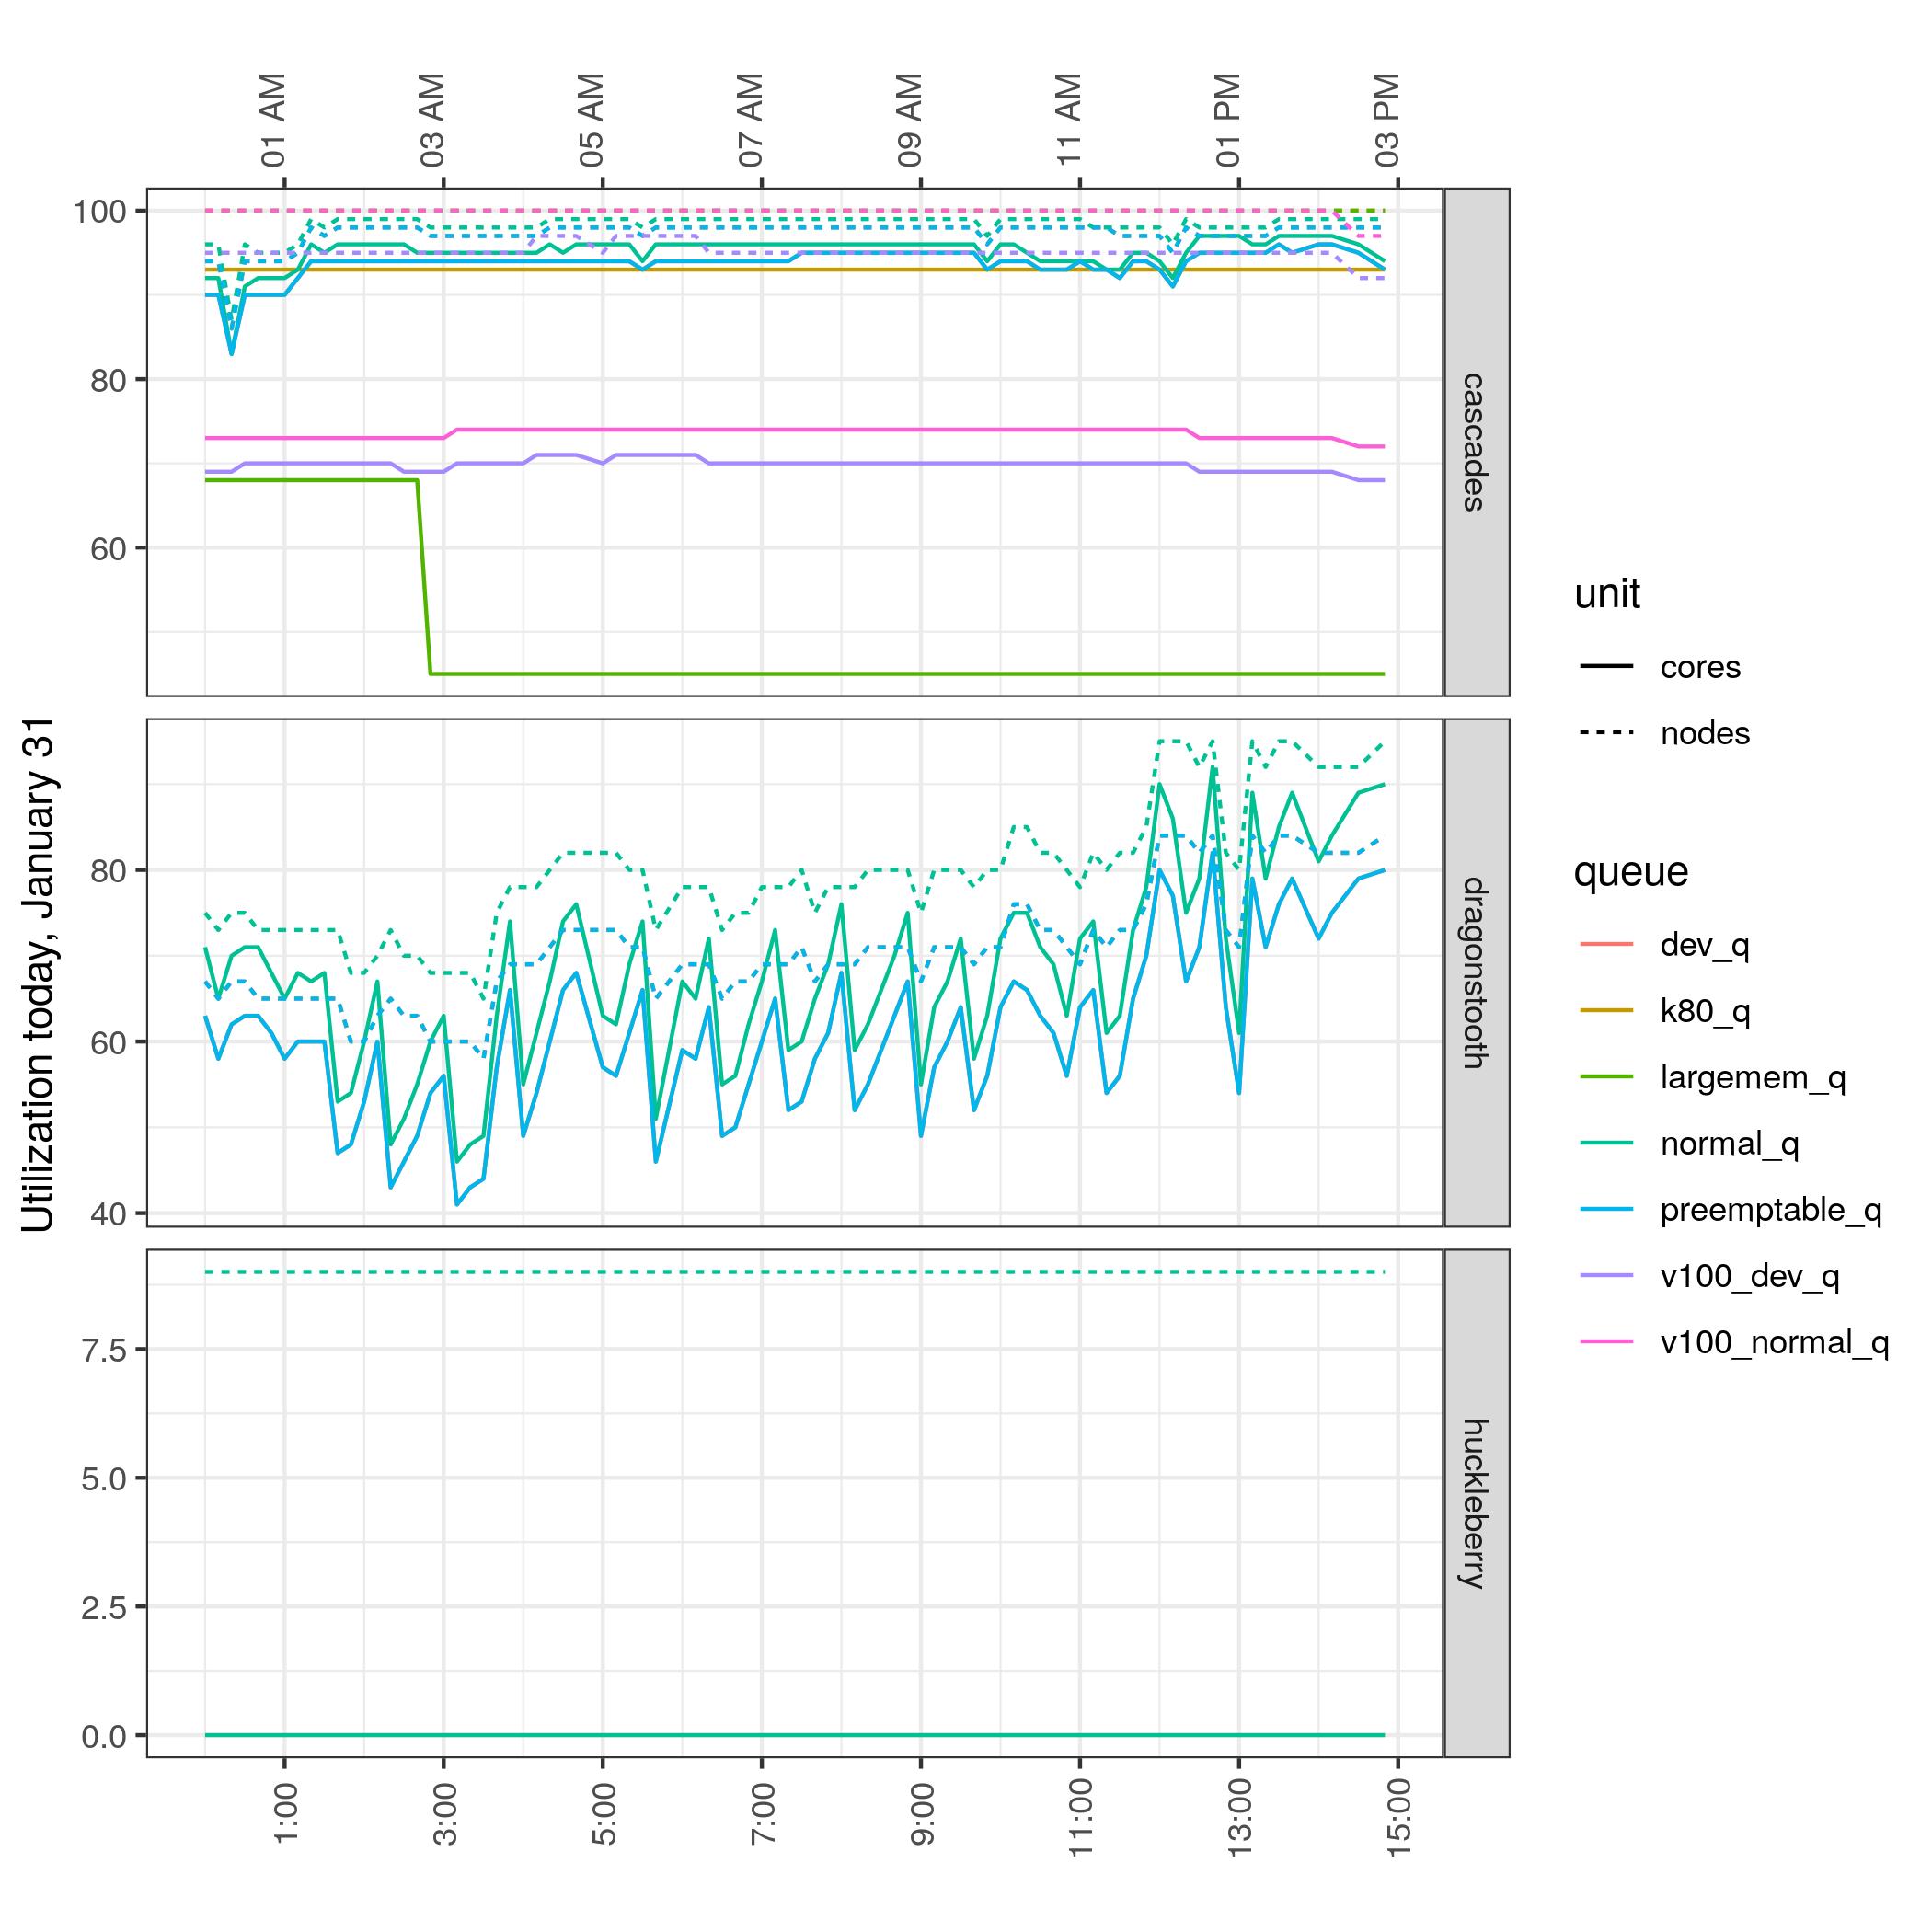 01 AM
03 AM
05 AM
07 AM
09 AM
11 AM
01 PM
03 PM
100
80
60
cascades
80
60
40
dragonstooth
7.5
5.0
2.5
0.0
huckleberry
1:00
3:00
5:00
7:00
9:00
11:00
13:00
15:00
Utilization today, January 31
unit
cores
nodes
queue
dev_q
k80_q
largemem_q
normal_q
preemptable_q
v100_dev_q
v100_normal_q